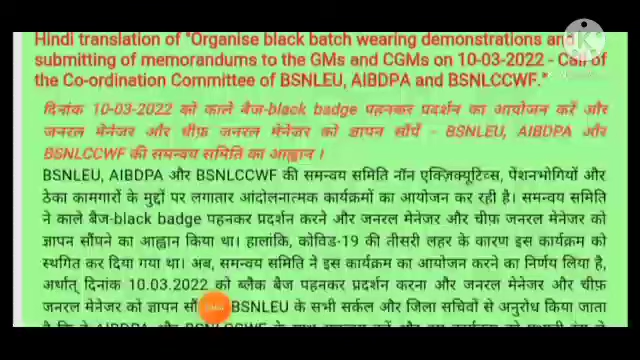 Hindi translation of "Organise black batch wearing demonstrations and
submitting of memorandums to the GMs and CGMs on 10-03-2022 - Call of
the Co-ordination Committee of BSNLEU, AIBDPA and BSNLCCWF."
दिनांक 10-03-2022 को काले बैज-black badge पहनकर प्रदर्शन का आयोजन करें और
जनरल मेनेजर और चीफ़ जनरल मेनेजर को ज्ञापन सौंपें - BSNLEU, AIBDPA और
BSNLCCWF की समन्वय समिति का आह्वान ।
BSNLEU, AIBDPA और BSNLCCWF की समन्वय समिति नॉन एक्ज़िक्यूटिव्स, पेंशनभोगियों और
ठेका कामगारों के मुद्दों पर लगातार आंदोलनात्मक कार्यक्रमों का आयोजन कर रही है। समन्वय समिति
ने काले बैज-black badge पहनकर प्रदर्शन करने और जनरल मेनेजर और चीफ़ जनरल मेनेजर को
ज्ञापन सौंपने का आह्वान किया था। हालांकि, कोविड-19 की तीसरी लहर के कारण इस कार्यक्रम को
स्थगित कर दिया गया था। अब, समन्वय समिति ने इस कार्यक्रम का आयोजन करने का निर्णय लिया है,
अर्थात् दिनांक 10.03.2022 को ब्लैक बैज पहनकर प्रदर्शन करना और जनरल मेनेजर और चीफ़
जनरल मेनेजर को ज्ञापन BSNLEU के सभी सर्कल और जिला सचिवों से अनुरोध किया जाता